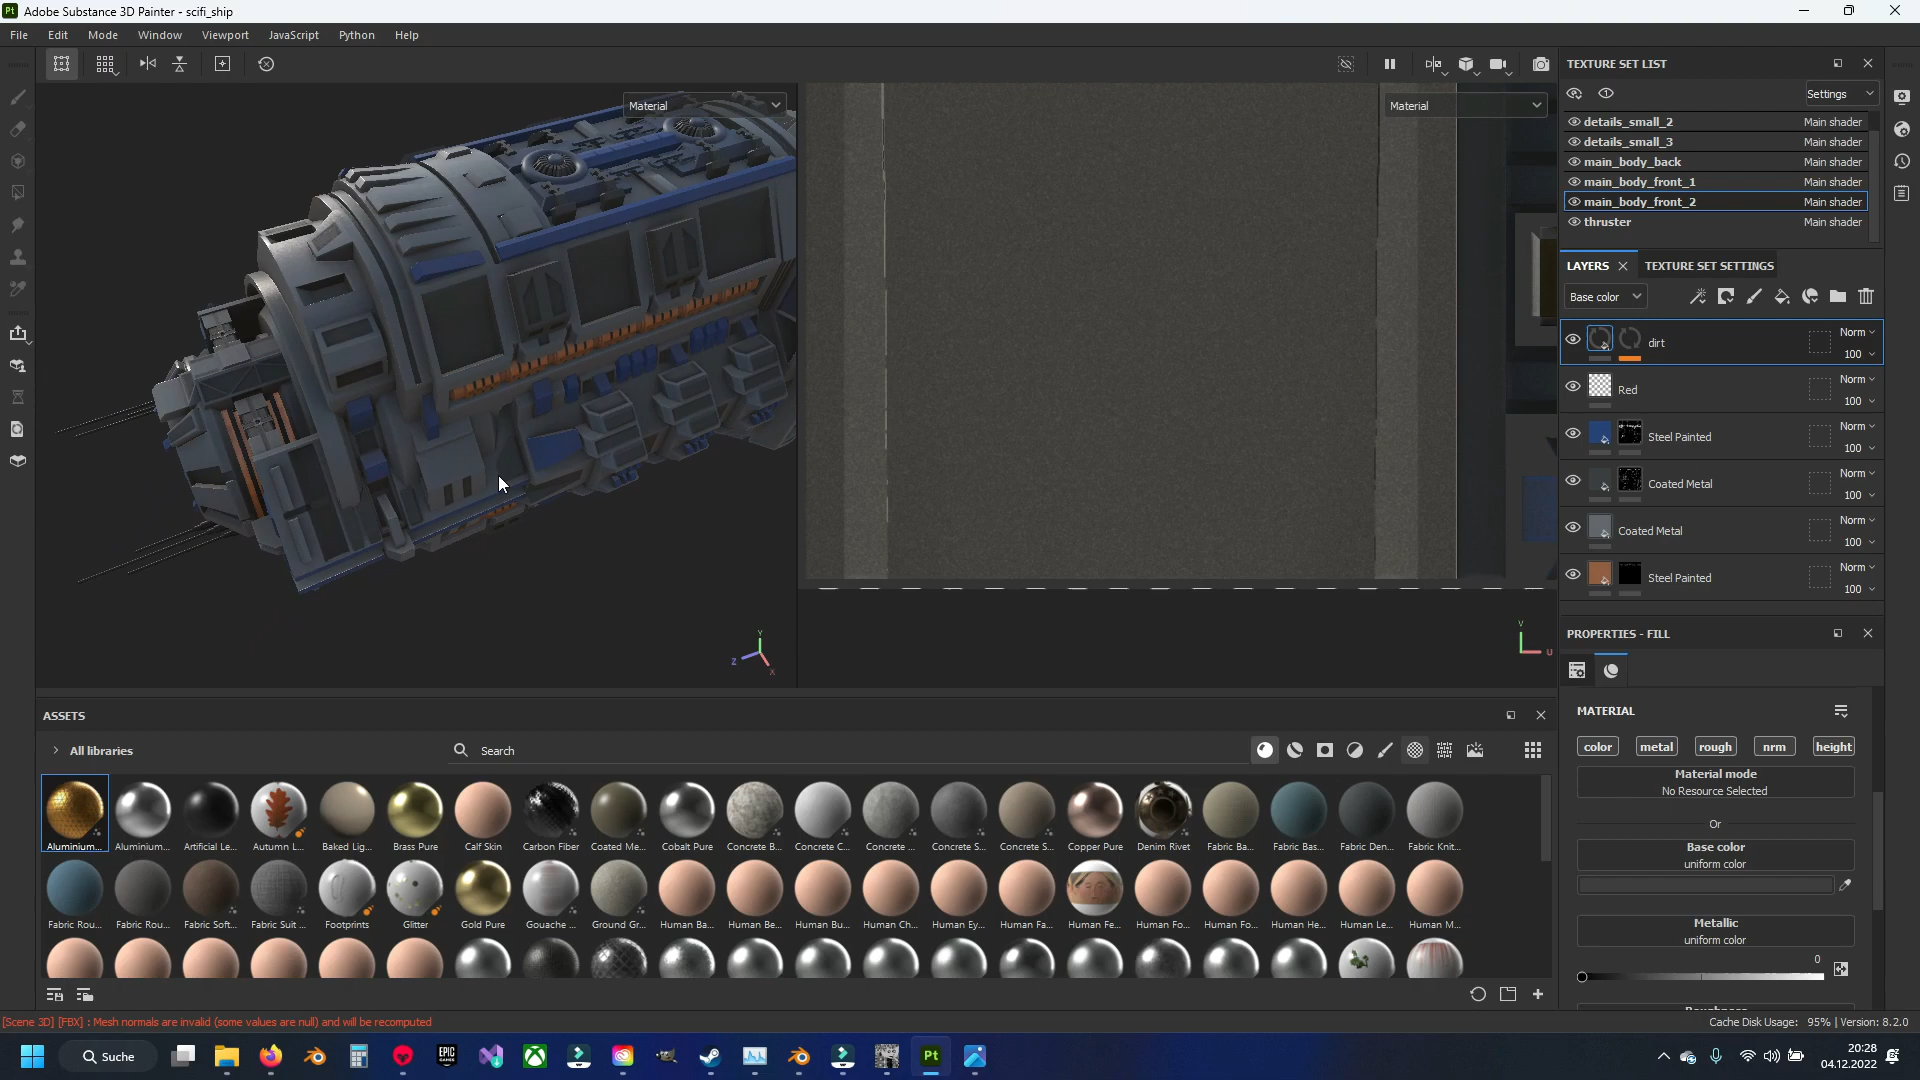 Pt Adobe Substance 3D Painter - scifi_ship
File Edit Mode Window Viewport JavaScript Python Help
Material
Material
Y
Z
X
V
U
TEXTURE SET LIST
Settings
details_small_2 Main shader
details_small_3 Main shader
main_body_back Main shader
main_body_front_1 Main shader
main_body_front_2 Main shader
thruster Main shader
LAYERS TEXTURE SET SETTINGS
Base color
dirt Norm 100
Red Norm 100
Steel Painted Norm 100
Coated Metal Norm 100
Coated Metal Norm 100
Steel Painted Norm 100
PROPERTIES - FILL
MATERIAL
color metal rough nrm height
Material mode
No Resource Selected
Or
Base color
uniform color
Metallic
uniform color
0
ASSETS
All libraries
Search
Aluminium... Aluminium... Artificial Le... Autumn L... Baked Lig... Brass Pure Calf Skin Carbon Fiber Coated Me... Cobalt Pure Concrete B... Concrete C... Concrete ... Concrete S... Concrete S... Copper Pure Denim Rivet Fabric Ba... Fabric Bas... Fabric Den... Fabric Knit...
Fabric Rou... Fabric Rou... Fabric Soft... Fabric Suit ... Footprints Glitter Gold Pure Gouache ... Ground Gr... Human Ba... Human Be... Human Bu... Human Ch... Human Ey... Human Fa... Human Fe... Human Fo... Human Fo... Human He... Human Le... Human M...
[Scene 3D] [FBX] : Mesh normals are invalid (some values are null) and will be recomputed
Cache Disk Usage: 95% | Version: 8.2.0
Suche
EPIC GAMES
Pt
20:28
04.12.2022